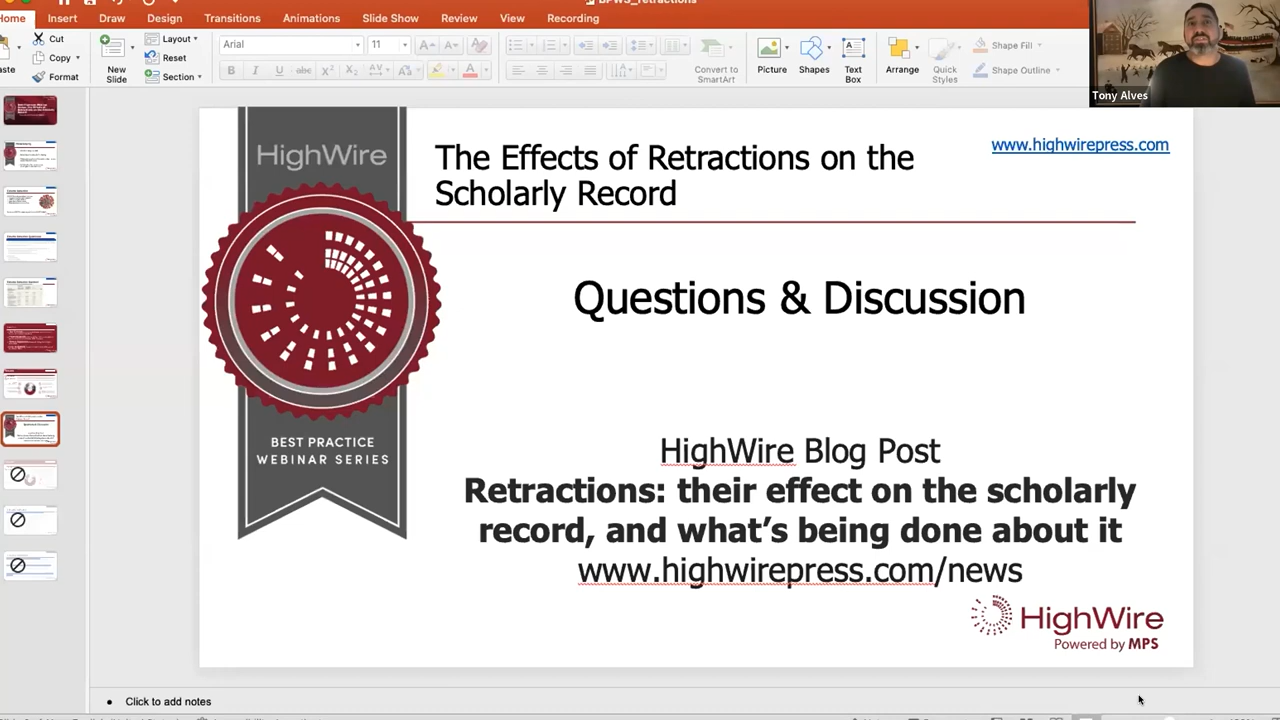 BPWS_retractions
Home Insert Draw Design Transitions Animations Slide Show Review View Recording
Cut
Copy
Format
New
Slide
Layout
Reset
Section
Arial
11
Convert to
SmartArt
Picture
Shapes
Text
Box
Arrange
Quick
Styles
Shape Fill
Shape Outline
Tony Alves
HighWire
The Effects of Retractions on the
Scholarly Record
www.highwirepress.com
Questions & Discussion
BEST PRACTICE
WEBINAR SERIES
HighWire Blog Post
Retractions: their effect on the scholarly
record, and what’s being done about it
www.highwirepress.com/news
HighWire
Powered by MPS
Click to add notes